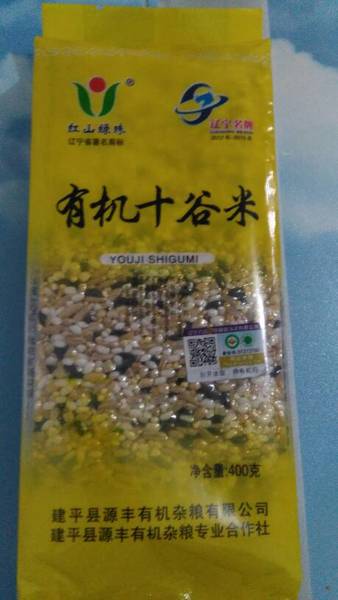 ®
红山绿珠
辽宁省著名商标
辽宁名牌
有机十谷米
YOUJI SHIGUMI
净含量:400克
建平县源丰有机杂粮有限公司
建平县源丰有机杂粮专业合作社